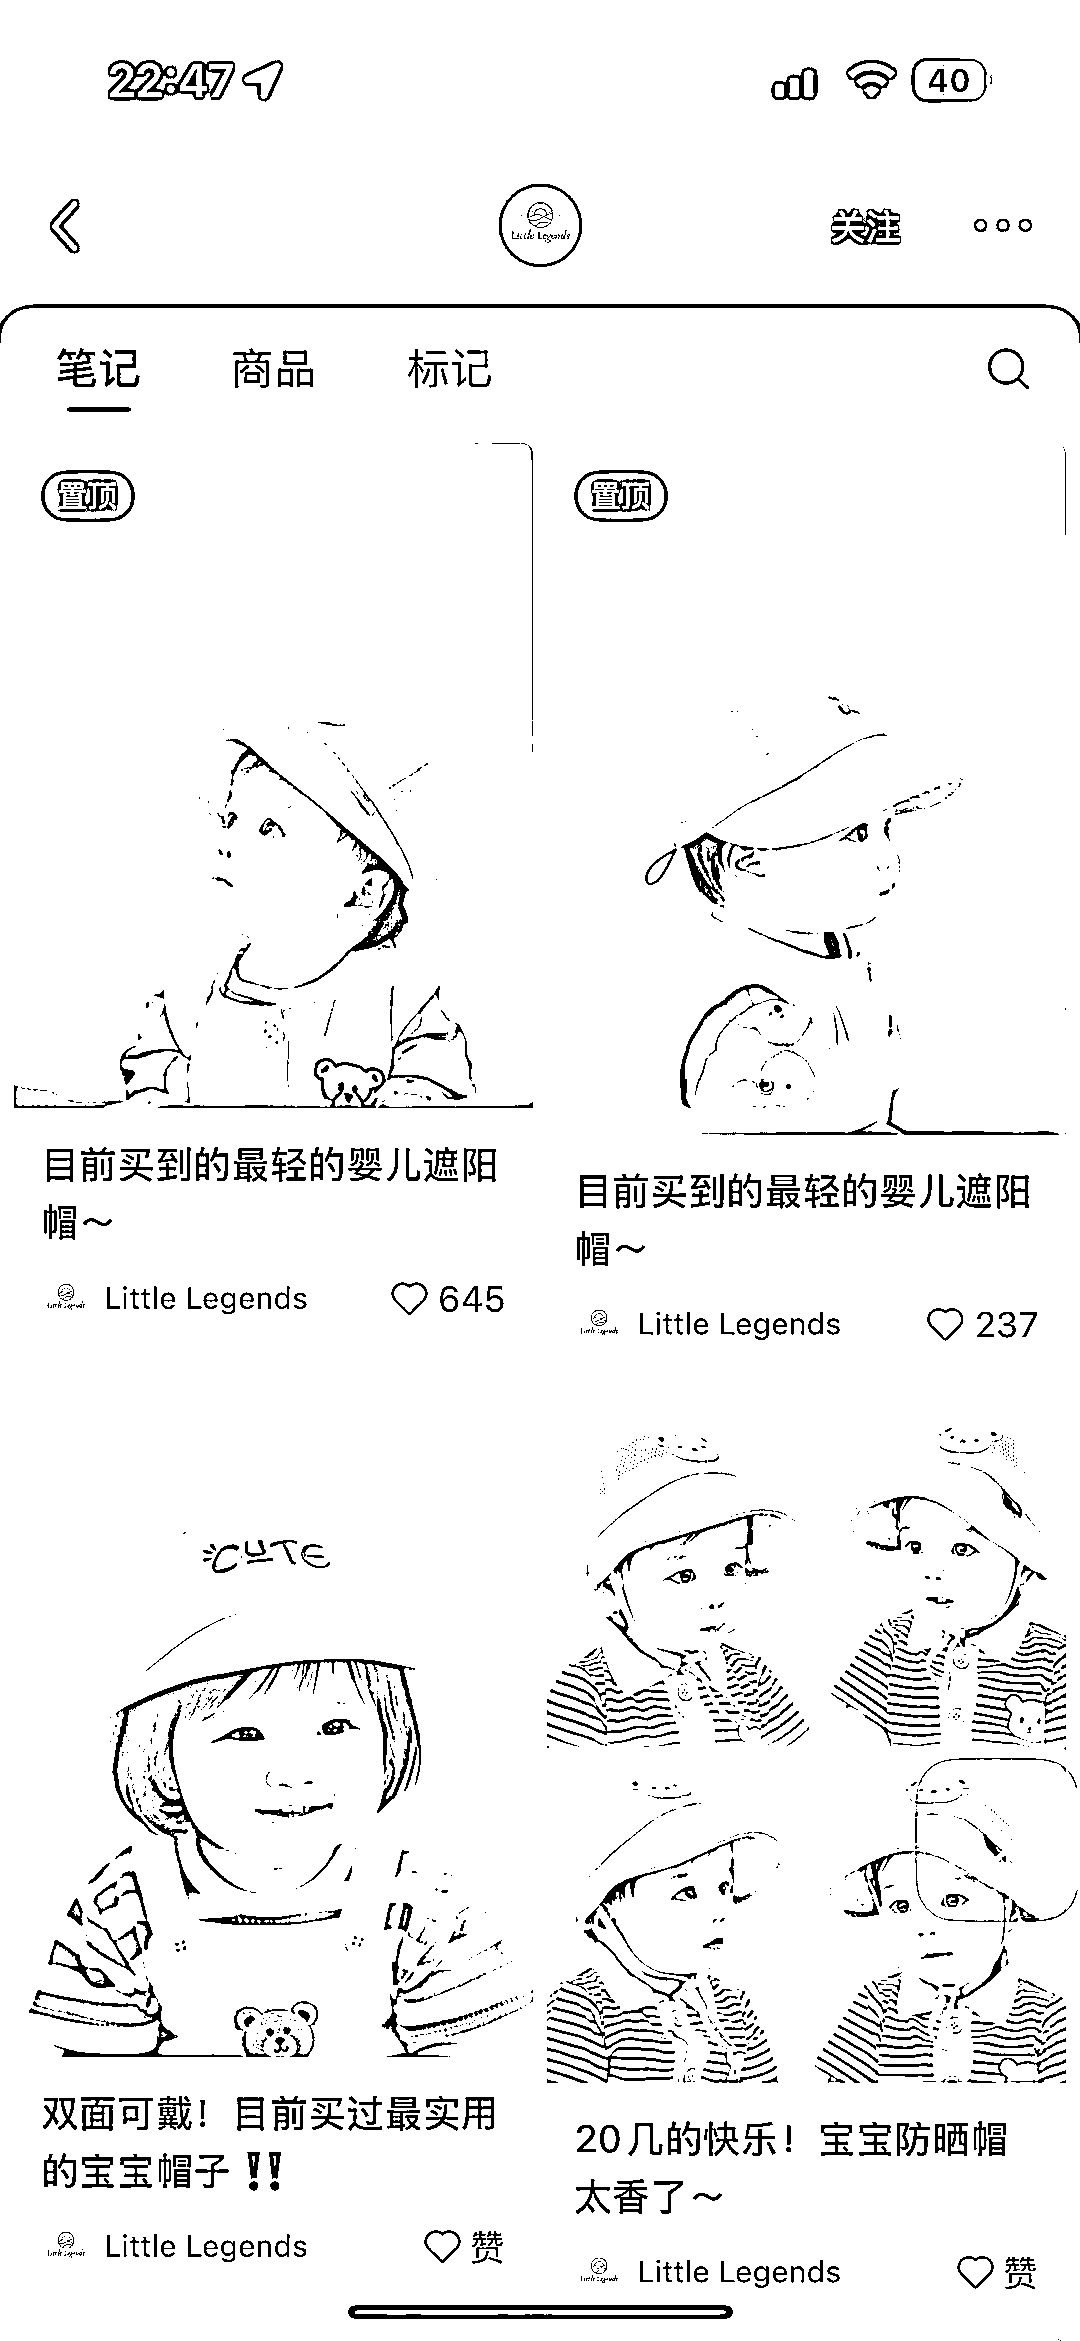 22:47
40
Little Legends
关注
笔记 商品 标记
置顶
置顶
目前买到的最轻的婴儿遮阳
帽～
Little Legends 645
目前买到的最轻的婴儿遮阳
帽～
Little Legends 237
CUTE
双面可戴！目前买过最实用
的宝宝帽子‼️
Little Legends 赞
20几的快乐！宝宝防晒帽
太香了～
Little Legends 赞